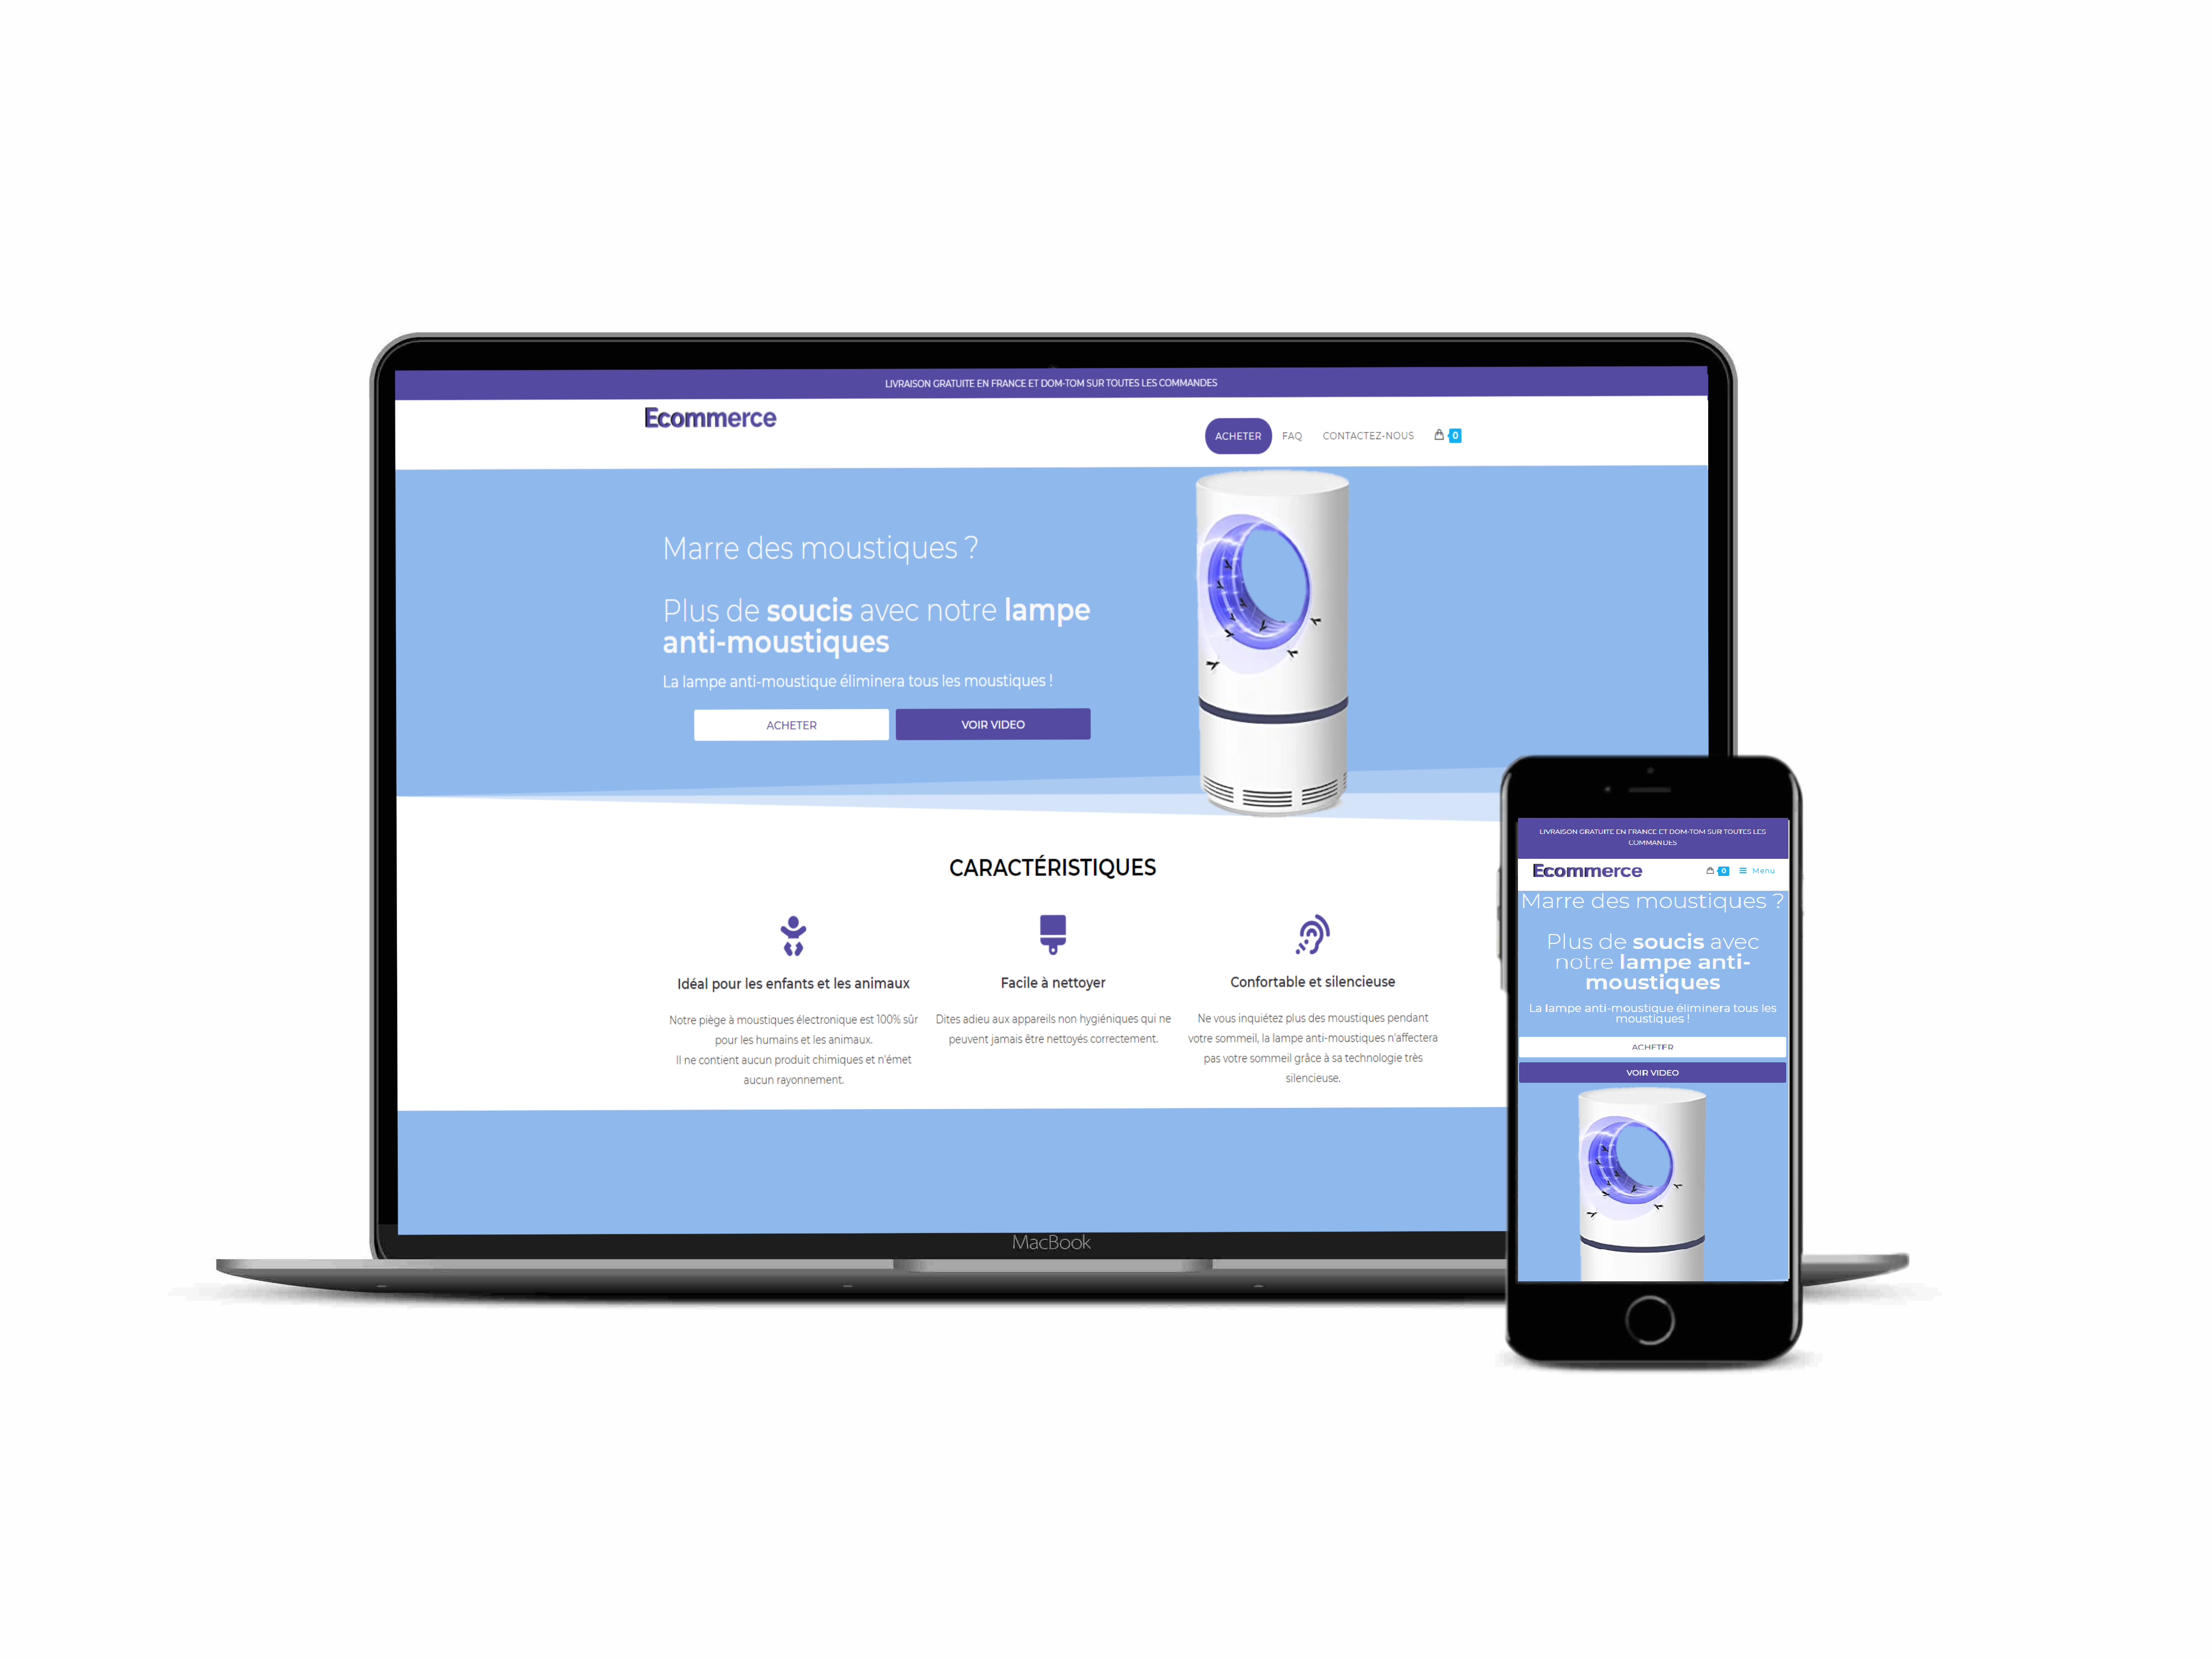 LIVRAISON GRATUITE EN FRANCE ET DOM-TOM SUR TOUTES LES COMMANDES
Ecommerce
ACHETER FAQ CONTACTEZ-NOUS 0
Marre des moustiques ?
Plus de soucis avec notre lampe
anti-moustiques
La lampe anti-moustique éliminera tous les moustiques !
ACHETER VOIR VIDEO
CARACTÉRISTIQUES
Idéal pour les enfants et les animaux
Notre piège à moustiques électronique est 100% sûr
pour les humains et les animaux.
Il ne contient aucun produit chimiques et n'émet
aucun rayonnement.
Facile à nettoyer
Dites adieu aux appareils non hygiéniques qui ne
peuvent jamais être nettoyés correctement.
Confortable et silencieuse
Ne vous inquiétez plus des moustiques pendant
votre sommeil, la lampe anti-moustiques n'affectera
pas votre sommeil grâce à sa technologie très
silencieuse.
MacBook
LIVRAISON GRATUITE EN FRANCE ET DOM-TOM SUR TOUTES LES
COMMANDES
Ecommerce 0 Menu
Marre des moustiques ?
Plus de soucis avec
notre lampe anti-
moustiques
La lampe anti-moustique éliminera tous les
moustiques !
ACHETER
VOIR VIDEO